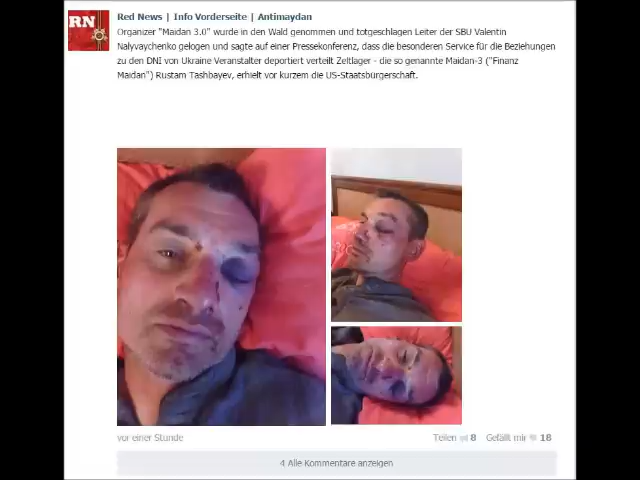 RN
Red News | Info Vorderseite | Antimaydan
Organizer "Maidan 3.0" wurde in den Wald genommen und totgeschlagen Leiter der SBU Valentin
Nalyvaychenko gelogen und sagte auf einer Pressekonferenz, dass die besonderen Service für die Beziehungen
zu den DNI von Ukraine Veranstalter deportiert verteilt Zeltlager - die so genannte Maidan-3 ("Finanz
Maidan") Rustam Tashbayev, erhielt vor kurzem die US-Staatsbürgerschaft.
vor einer Stunde
Teilen 8 Gefällt mir 18
4 Alle Kommentare anzeigen